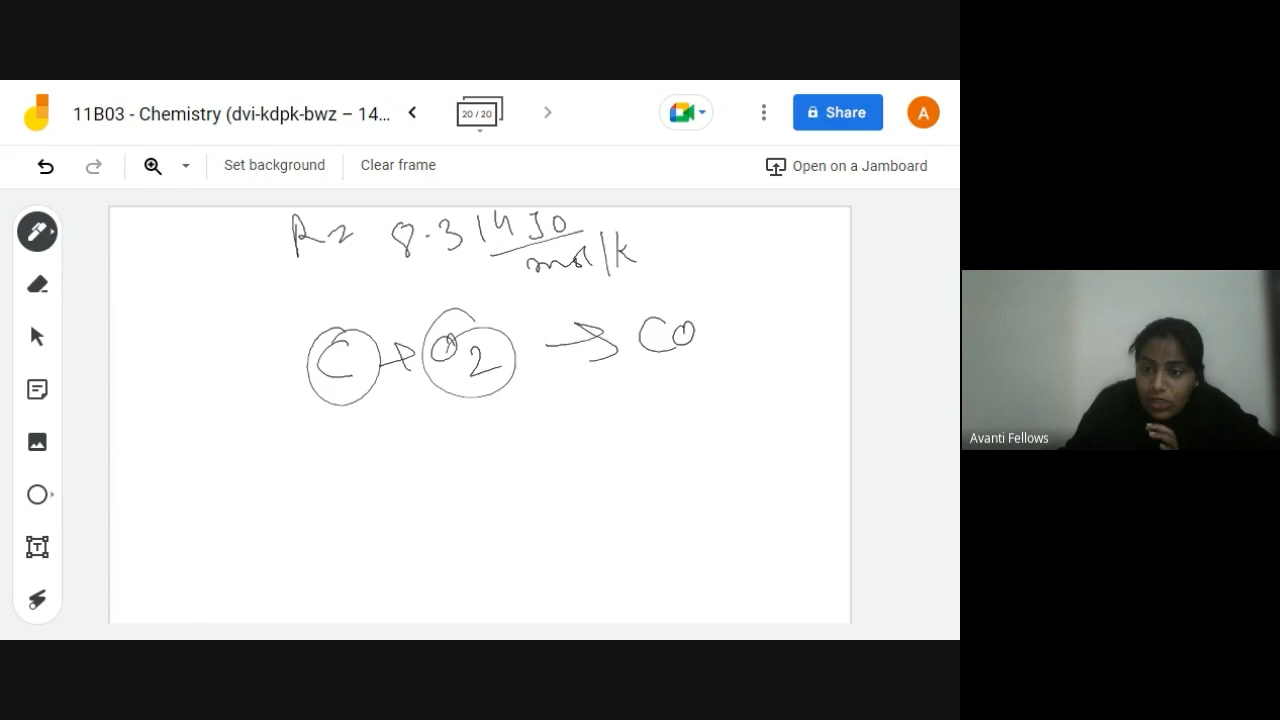 11B03 - Chemistry (dvi-kdpk-bwz – 14...
20 / 20
Share
A
Set background
Clear frame
Open on a Jamboard
R = 8.314
mol/k
C + O2 → CO
Avanti Fellows